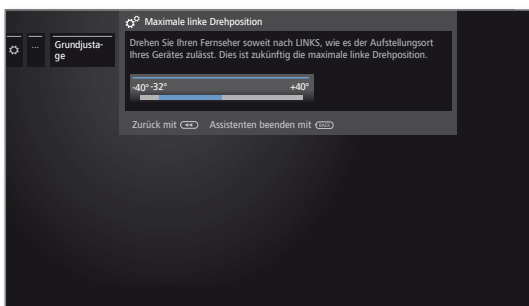 Maximale linke Drehposition
...
Grundjusta-
ge
Drehen Sie Ihren Fernseher soweit nach LINKS, wie es der Aufstellungsort
Ihres Gerätes zulässt. Dies ist zukünftig die maximale linke Drehposition.
-40° -32° +40°
Zurück mit Assistenten beenden mit BACK